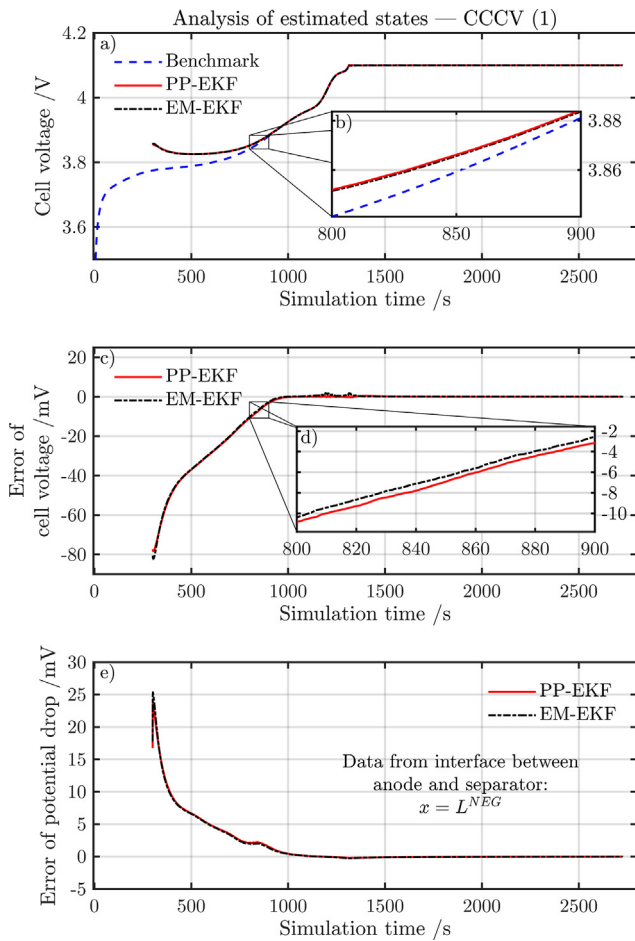 Analysis of estimated states — CCCV (1)
a)
Benchmark
PP-EKF
EM-EKF
4.2
4
3.8
3.6
Cell voltage /V
b)
3.88
3.86
800
850
900
0
500
1000
1500
2000
2500
Simulation time /s
c)
PP-EKF
EM-EKF
20
0
-20
-40
-60
-80
Error of
cell voltage /mV
d)
-2
-4
-6
-8
-10
800
820
840
860
880
900
0
500
1000
1500
2000
2500
Simulation time /s
e)
PP-EKF
EM-EKF
30
25
20
15
10
5
0
-5
Error of potential drop /mV
Data from interface between
anode and separator:
x = L^{NEG}
0
500
1000
1500
2000
2500
Simulation time /s